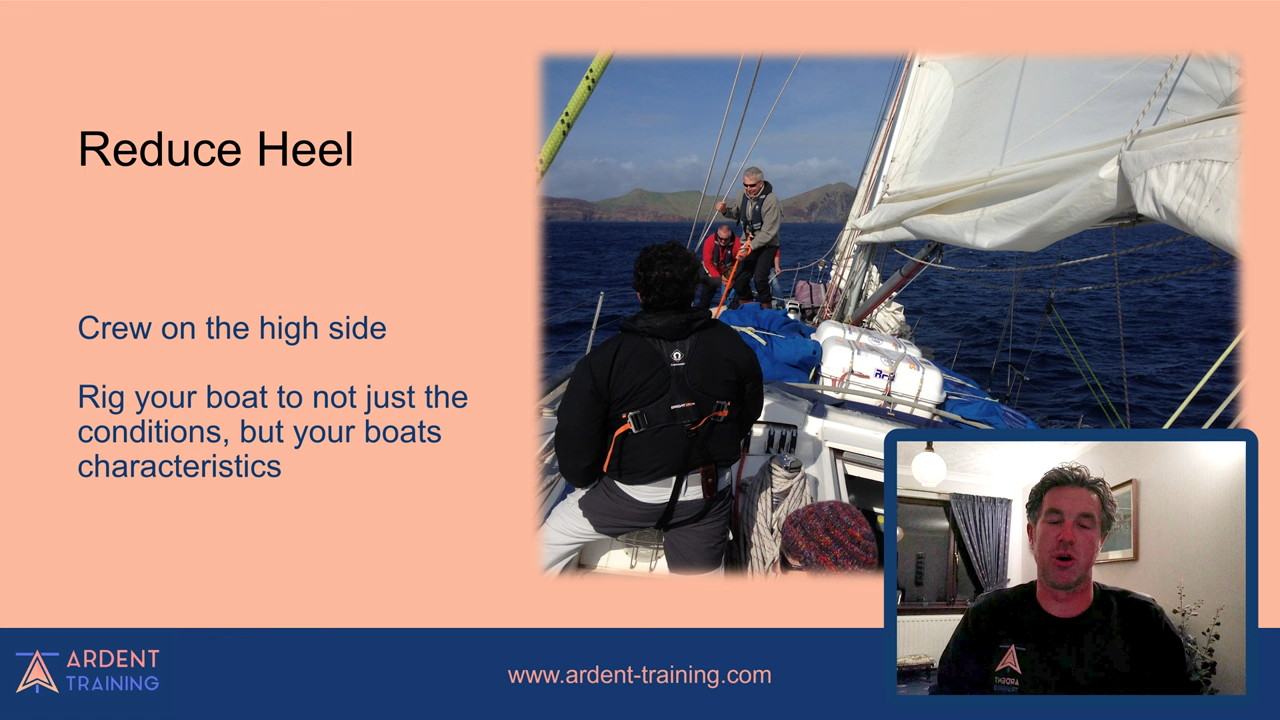 Reduce Heel
Crew on the high side
Rig your boat to not just the
conditions, but your boats
characteristics
ARDENT
TRAINING
www.ardent-training.com